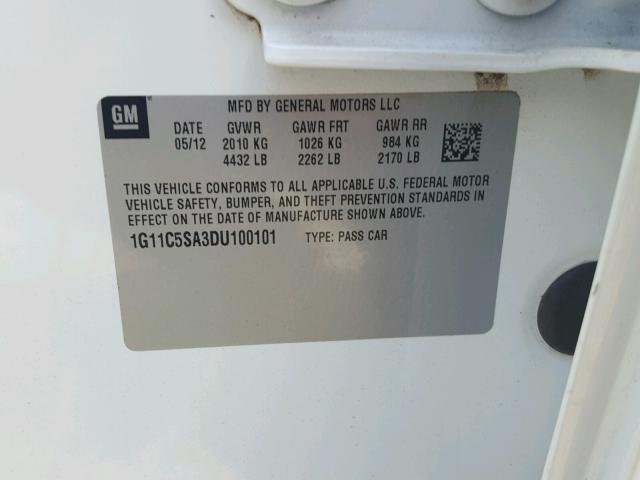 GM
MFD BY GENERAL MOTORS LLC
DATE GVWR GAWR FRT GAWR RR
05/12 2010 KG 1026 KG 984 KG
4432 LB 2262 LB 2170 LB
THIS VEHICLE CONFORMS TO ALL APPLICABLE U.S. FEDERAL MOTOR
VEHICLE SAFETY, BUMPER, AND THEFT PREVENTION STANDARDS IN
EFFECT ON THE DATE OF MANUFACTURE SHOWN ABOVE.
1G11C5SA3DU100101 TYPE: PASS CAR